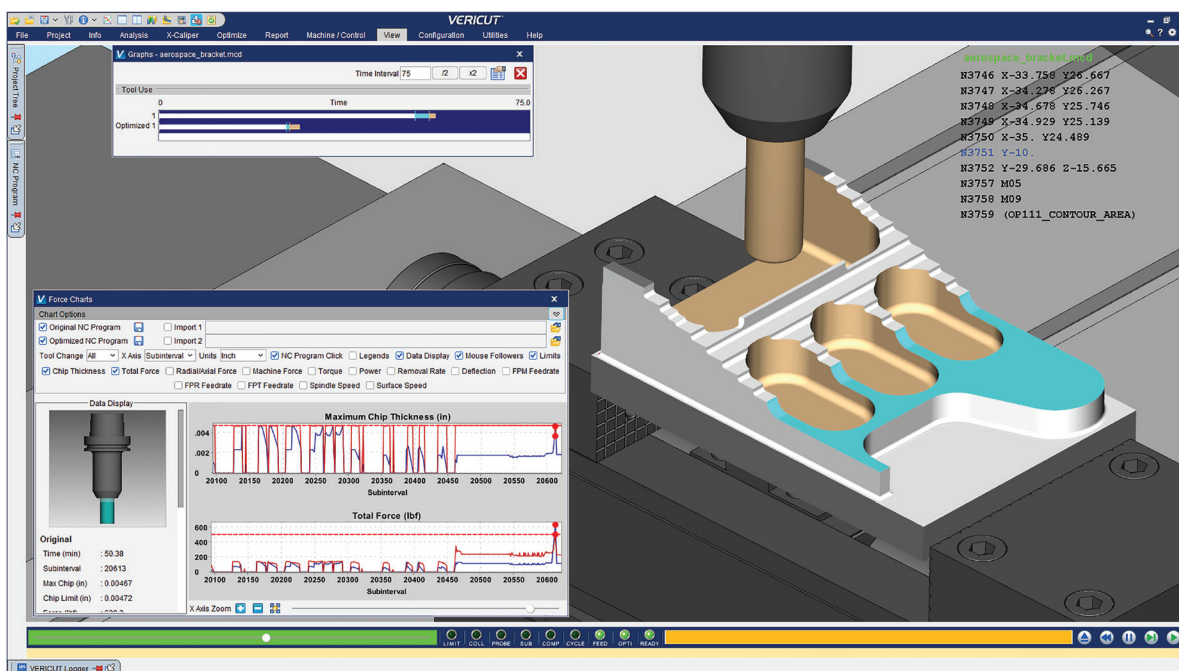 VERICUT
File Project Info Analysis X-Caliper Optimize Report Machine / Control View Configuration Utilities Help
Project Tree
NC Program
Graphs - aerospace_bracket.mcd x
Time Interval 75 /2 x2
Tool Use
0 Time 75.0
1
Optimized 1
aerospace_bracket.mcd
N3746 X-33.758 Y26.667
N3747 X-34.278 Y26.267
N3748 X-34.678 Y25.746
N3749 X-34.929 Y25.139
N3750 X-35. Y24.489
N3751 Y-10.
N3752 Y-29.686 Z-15.665
N3757 M05
N3758 M09
N3759 (OP111_CONTOUR_AREA)
Force Charts x
Chart Options
Original NC Program Import 1
Optimized NC Program Import 2
Tool Change All X Axis Subinterval Units Inch NC Program Click Legends Data Display Mouse Followers Limits
Chip Thickness Total Force Radial/Axial Force Machine Force Torque Power Removal Rate Deflection FPM Feedrate
FPR Feedrate FPT Feedrate Spindle Speed Surface Speed
Data Display
Original
Time (min) : 50.38
Subinterval : 20613
Max Chip (in) : 0.00467
Chip Limit (in) : 0.00472
Maximum Chip Thickness (in)
.004
.002
0
20100 20150 20200 20250 20300 20350 20400 20450 20500 20550 20600
Subinterval
Total Force (lbf)
600
400
200
0
20100 20150 20200 20250 20300 20350 20400 20450 20500 20550 20600
Subinterval
X Axis Zoom
LIMIT COLL PROBE SUB COMP CYCLE FEED OPTI READY
VERICUT Logger